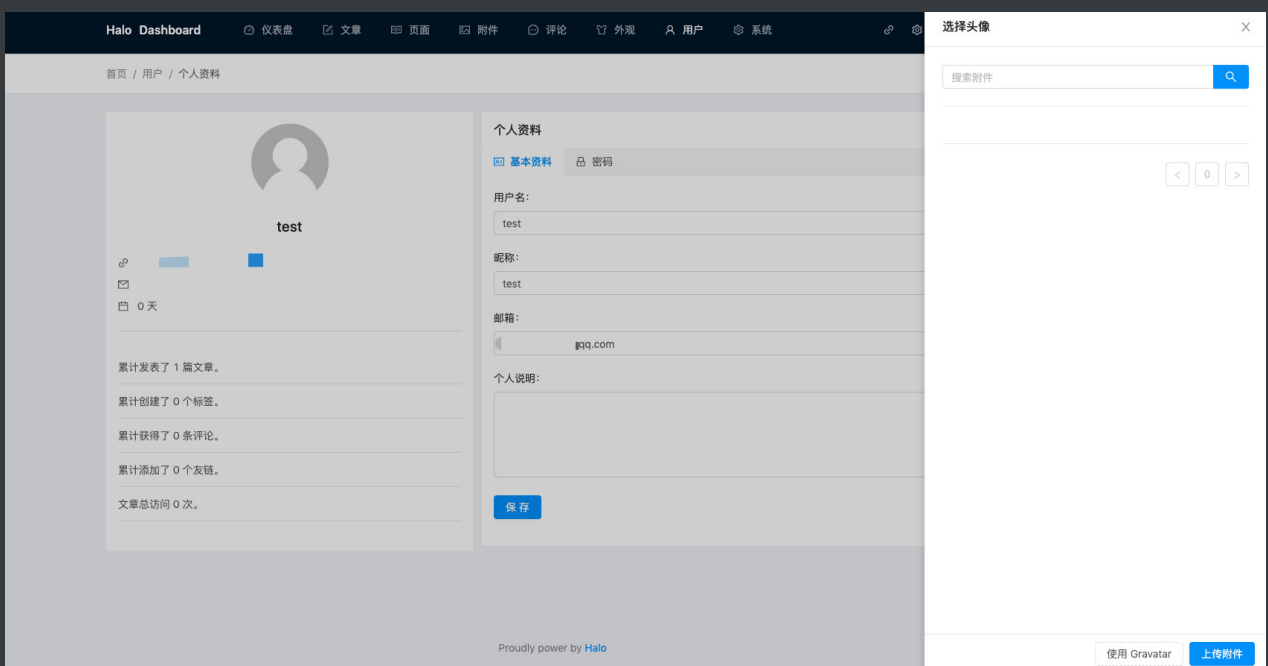 Halo Dashboard 仪表盘 文章 页面 附件 评论 外观 用户 系统
首页 / 用户 / 个人资料
test
0 天
累计发表了 1 篇文章。
累计创建了 0 个标签。
累计获得了 0 条评论。
累计添加了 0 个友链。
文章总访问 0 次。
个人资料
基本资料 密码
用户名：
test
昵称：
test
邮箱：
qq.com
个人说明：
保存
Proudly power by Halo
选择头像
搜索附件
< 0 >
使用 Gravatar 上传附件